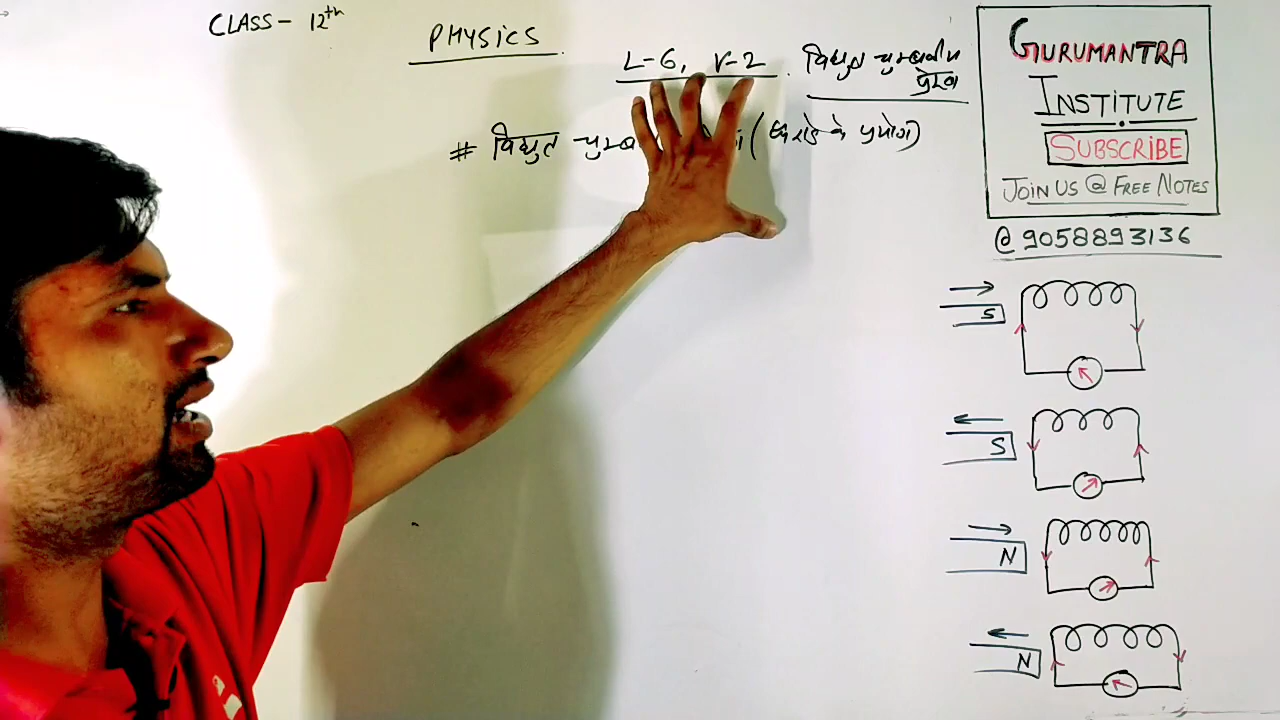 CLASS- 12th
PHYSICS
L-6, V-2. विद्युत चुम्बकीय
प्रेरण
# विद्युत चुम्ब (फैराडे के प्रयोग)
GURUMANTRA
INSTITUTE
SUBSCRIBE
JOIN US @ FREE NOTES
@ 9058893136
S
S
N
N